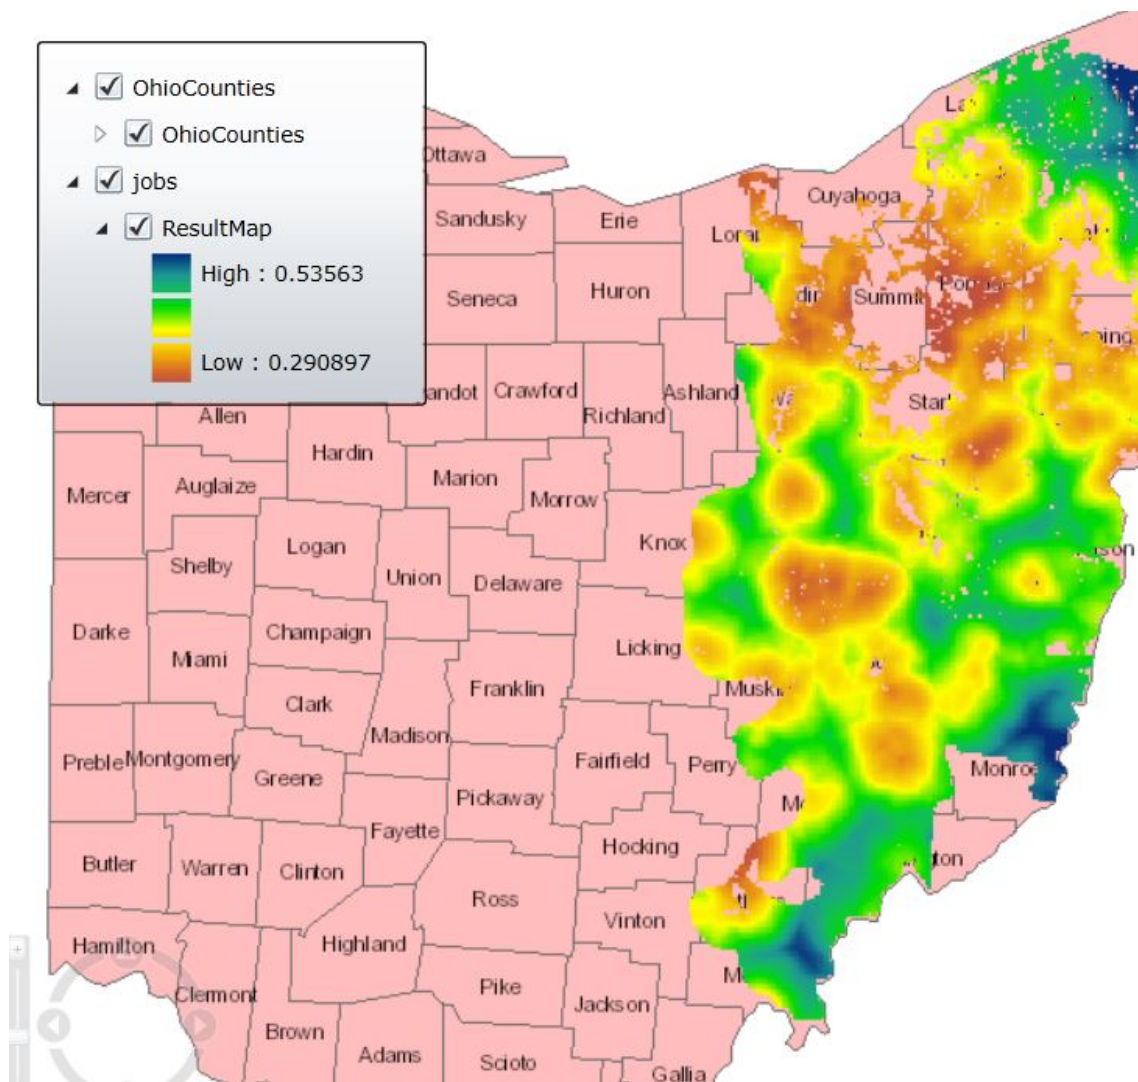 OhioCounties
OhioCounties
jobs
ResultMap
High : 0.53563
Low : 0.290897
Ottawa
Cuyahoga
Sandusky
Erie
Seneca
Huron
Summi
Crawford
Ashland
Allen
Richland
Star
Hardin
Marion
Mercer
Auglaize
Morrow
Logan
Knox
Shelby
Union
Delaware
Darke
Champaign
Miami
Licking
Franklin
Clark
Madison
Preble
Montgomery
Greene
Fairfield
Perry
Monroe
Pickaway
Fayette
Butler
Warren
Clinton
Hocking
Ross
Vinton
Hamilton
Highland
Clermont
Pike
Jackson
Brown
Adams
Scioto
Gallia